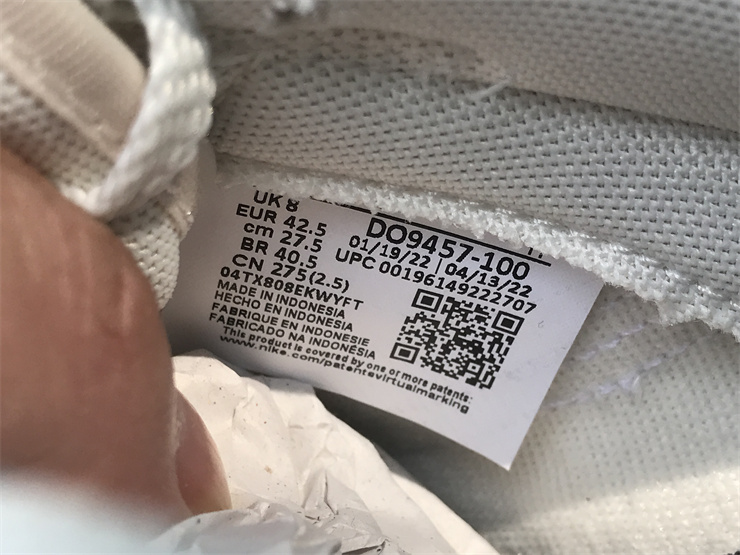 UK 8
EUR 42.5
cm 27.5
BR 40.5
CN 275(2.5)
04TX808EKWYFT
MADE IN INDONESIA
HECHO EN INDONESIA
FABRIQUE EN INDONESIE
FABRICADO NA INDONÉSIA
This product is covered by one or more patents:
www.nike.com/patentsvirtualmarking
DO9457-100
01/19/22 | 04/13/22
UPC 00196149222707